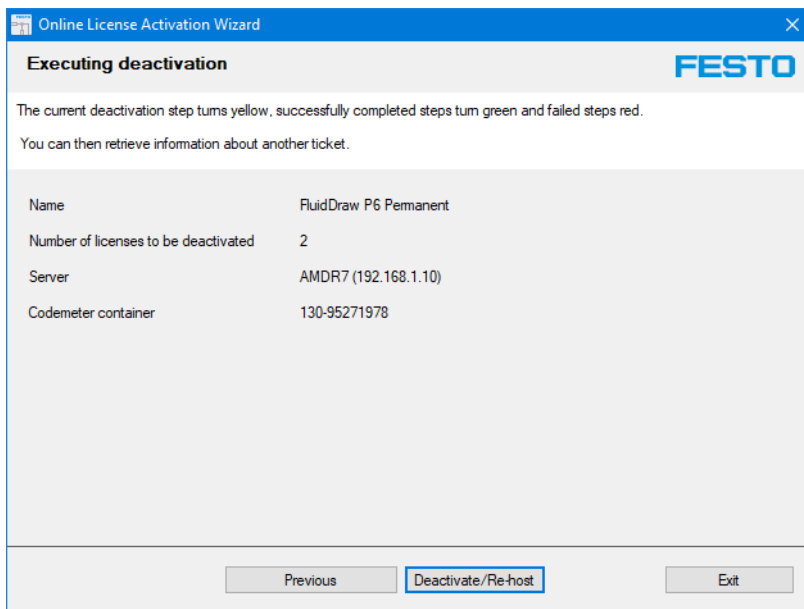 Online License Activation Wizard
Executing deactivation
FESTO
The current deactivation step turns yellow, successfully completed steps turn green and failed steps red.
You can then retrieve information about another ticket.
Name FluidDraw P6 Permanent
Number of licenses to be deactivated 2
Server AMDR7 (192.168.1.10)
Codemeter container 130-95271978
Previous Deactivate/Re-host Exit